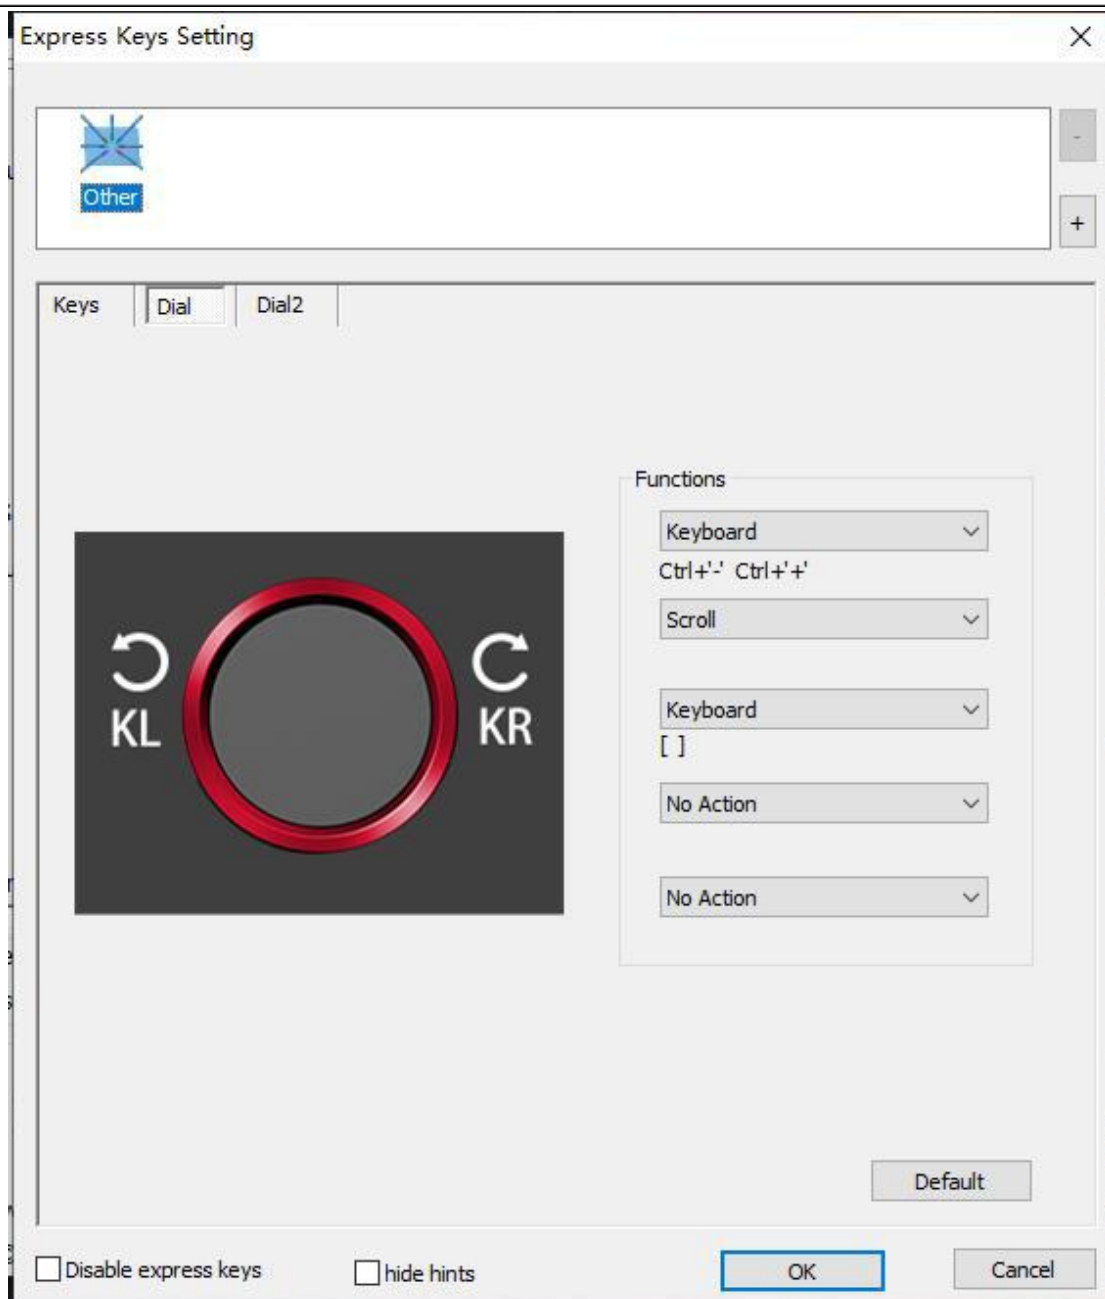 Express Keys Setting
Other
-
+
Keys Dial Dial2
Functions
Keyboard
Ctrl+'-' Ctrl+'+'
Scroll
Keyboard
[ ]
No Action
No Action
KL KR
Default
Disable express keys hide hints OK Cancel